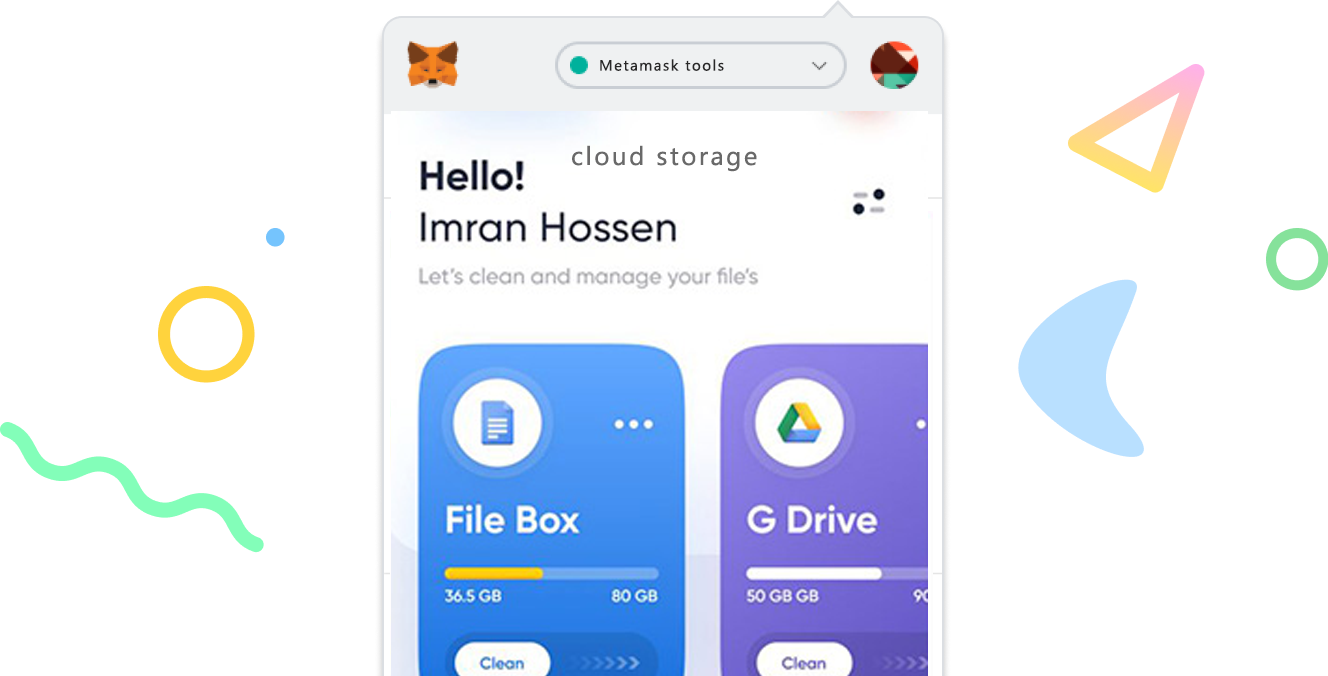 Metamask tools
cloud storage
Hello!
Imran Hossen
Let's clean and manage your file's
File Box
G Drive
36.5 GB
80 GB
50 GB GB
90
Clean
Clean